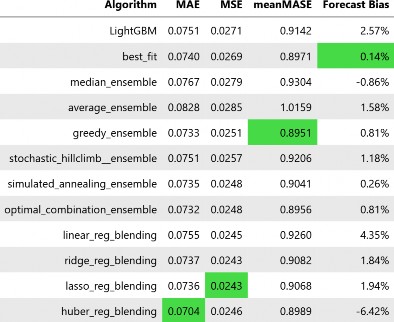 Algorithm MAE MSE meanMASE Forecast Bias
LightGBM 0.0751 0.0271 0.9142 2.57%
best_fit 0.0740 0.0269 0.8971 0.14%
median_ensemble 0.0767 0.0279 0.9304 -0.86%
average_ensemble 0.0828 0.0285 1.0159 1.58%
greedy_ensemble 0.0733 0.0251 0.8951 0.81%
stochastic_hillclimb__ensemble 0.0751 0.0257 0.9206 1.18%
simulated_annealing_ensemble 0.0735 0.0248 0.9041 0.26%
optimal_combination_ensemble 0.0732 0.0248 0.8956 0.81%
linear_reg_blending 0.0755 0.0245 0.9260 4.35%
ridge_reg_blending 0.0737 0.0243 0.9082 1.84%
lasso_reg_blending 0.0736 0.0243 0.9068 1.94%
huber_reg_blending 0.0704 0.0246 0.8989 -6.42%